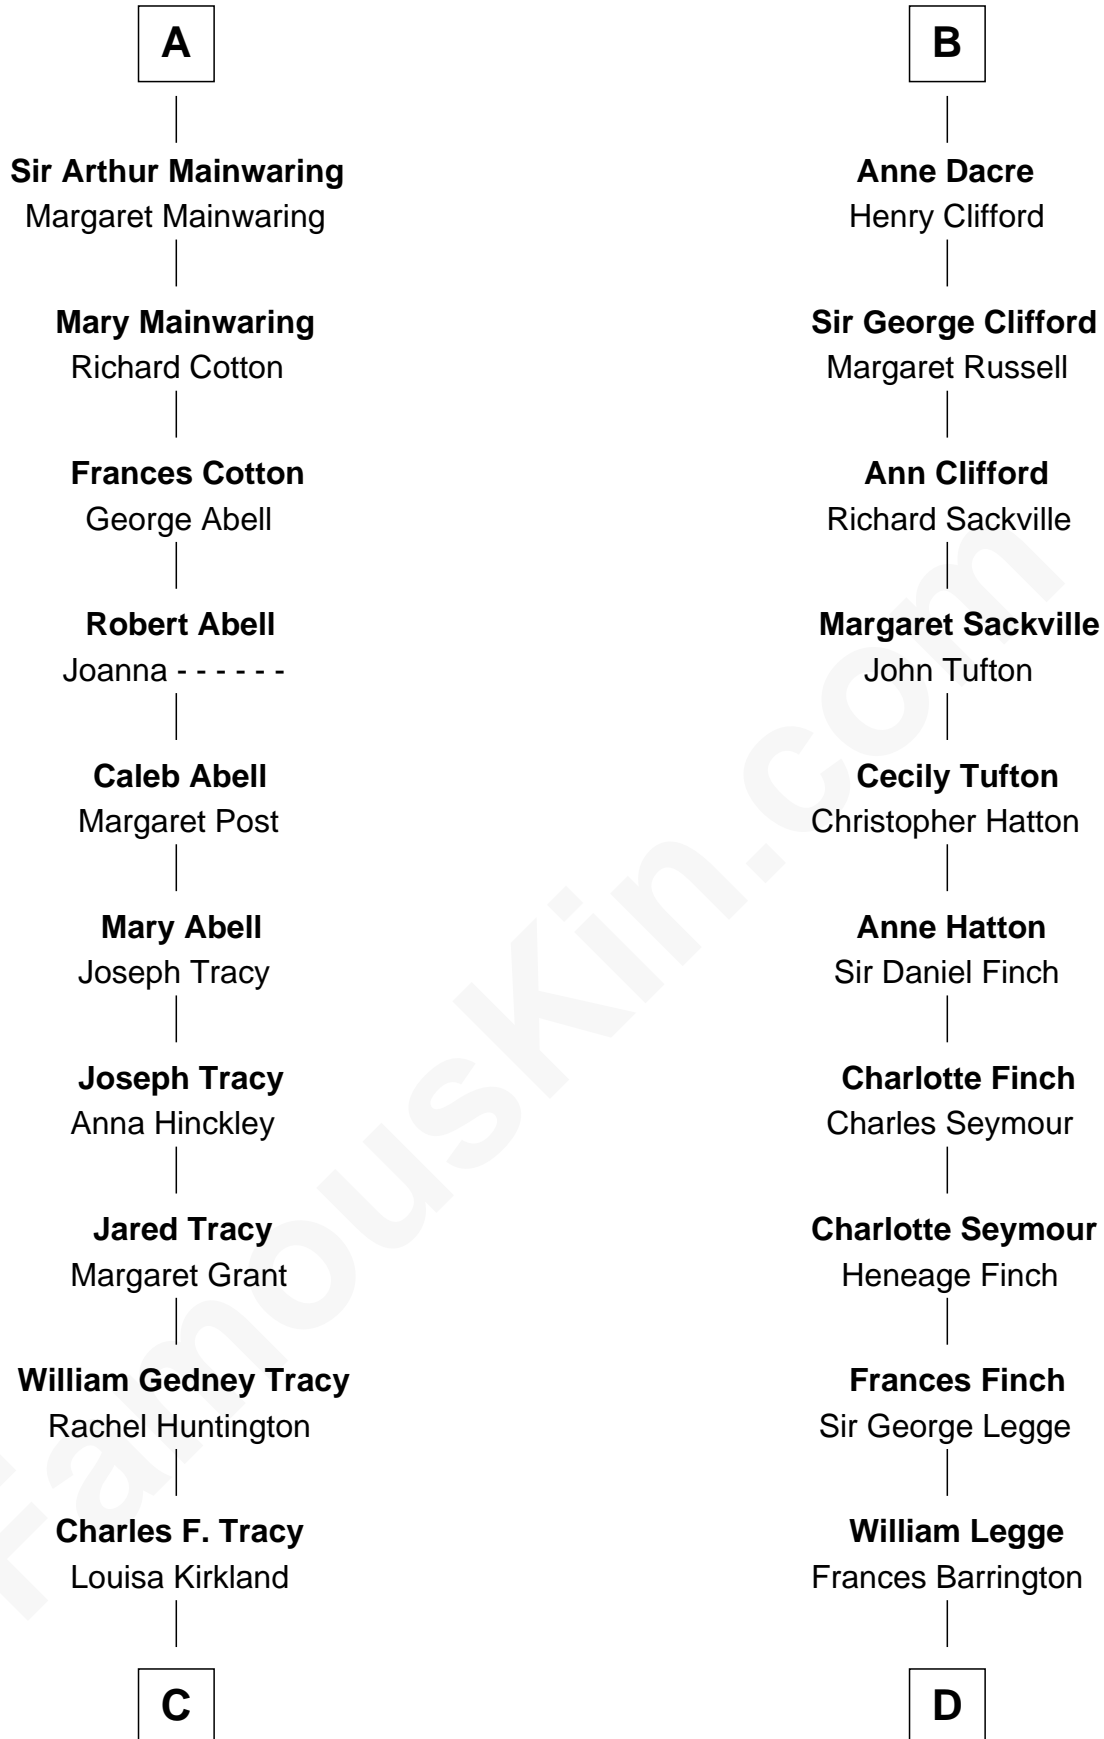 A
Sir Arthur Mainwaring
Margaret Mainwaring
Mary Mainwaring
Richard Cotton
Frances Cotton
George Abell
Robert Abell
Joanna - - - - - -
Caleb Abell
Margaret Post
Mary Abell
Joseph Tracy
Joseph Tracy
Anna Hinckley
Jared Tracy
Margaret Grant
William Gedney Tracy
Rachel Huntington
Charles F. Tracy
Louisa Kirkland
C
B
Anne Dacre
Henry Clifford
Sir George Clifford
Margaret Russell
Ann Clifford
Richard Sackville
Margaret Sackville
John Tufton
Cecily Tufton
Christopher Hatton
Anne Hatton
Sir Daniel Finch
Charlotte Finch
Charles Seymour
Charlotte Seymour
Heneage Finch
Frances Finch
Sir George Legge
William Legge
Frances Barrington
D
FamousKin.com